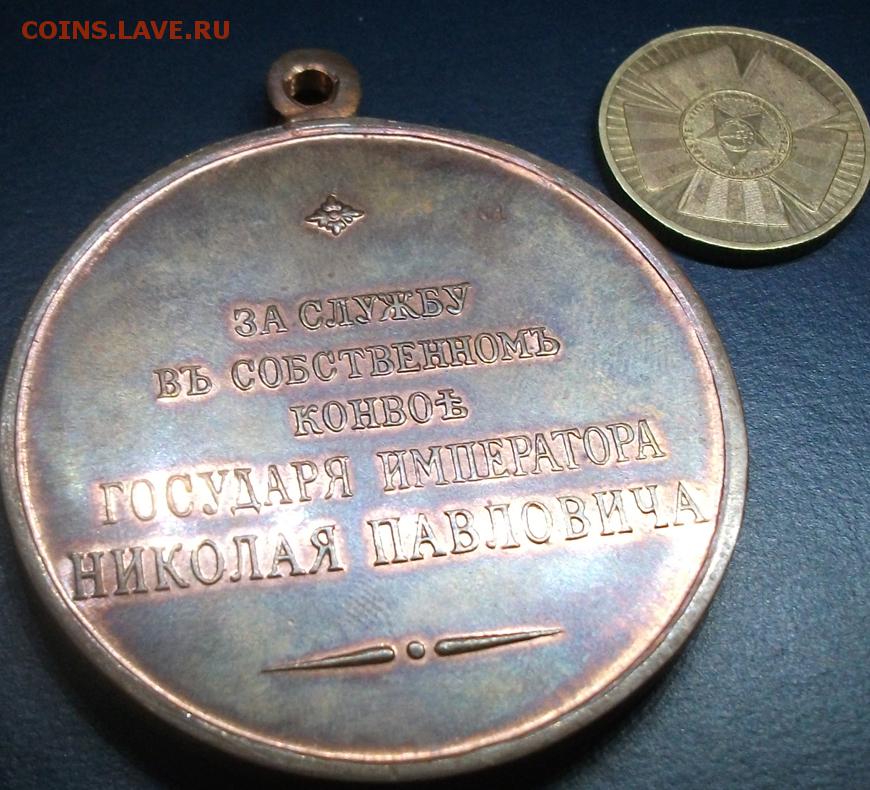 COINS.LAVE.RU
ЗА СЛУЖБУ
ВЪ СОБСТВЕННОМЪ
КОНВОѢ
ГОСУДАРЯ ИМПЕРАТОРА
НИКОЛАЯ ПАВЛОВИЧА